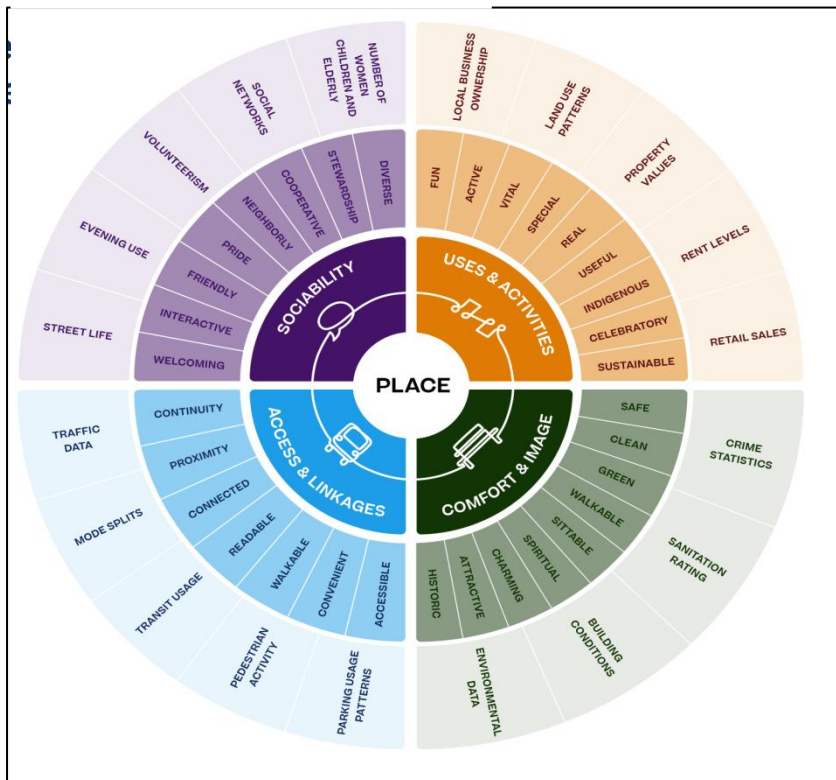 PLACE
SOCIABILITY
USES & ACTIVITIES
ACCESS & LINKAGES
COMFORT & IMAGE
WELCOMING
INTERACTIVE
FRIENDLY
PRIDE
NEIGHBORLY
COOPERATIVE
STEWARDSHIP
DIVERSE
STREET LIFE
EVENING USE
VOLUNTEERISM
SOCIAL
NETWORKS
NUMBER OF
WOMEN
CHILDREN AND
ELDERLY
FUN
ACTIVE
VITAL
SPECIAL
REAL
USEFUL
INDIGENOUS
CELEBRATORY
SUSTAINABLE
LOCAL BUSINESS
OWNERSHIP
LAND USE
PATTERNS
PROPERTY
VALUES
RENT LEVELS
RETAIL SALES
SAFE
CLEAN
GREEN
WALKABLE
SITTABLE
SPIRITUAL
CHARMING
ATTRACTIVE
HISTORIC
CRIME
STATISTICS
SANITATION
RATING
BUILDING
CONDITIONS
ENVIRONMENTAL
DATA
CONTINUITY
PROXIMITY
CONNECTED
READABLE
WALKABLE
CONVENIENT
ACCESSIBLE
TRAFFIC
DATA
MODE SPLITS
TRANSIT USAGE
PEDESTRIAN
ACTIVITY
PARKING USAGE
PATTERNS